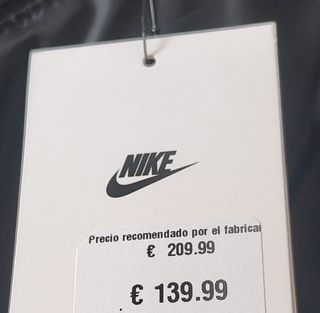 NIKE
Precio recomendado por el fabrica
€ 209.99
€ 139.99